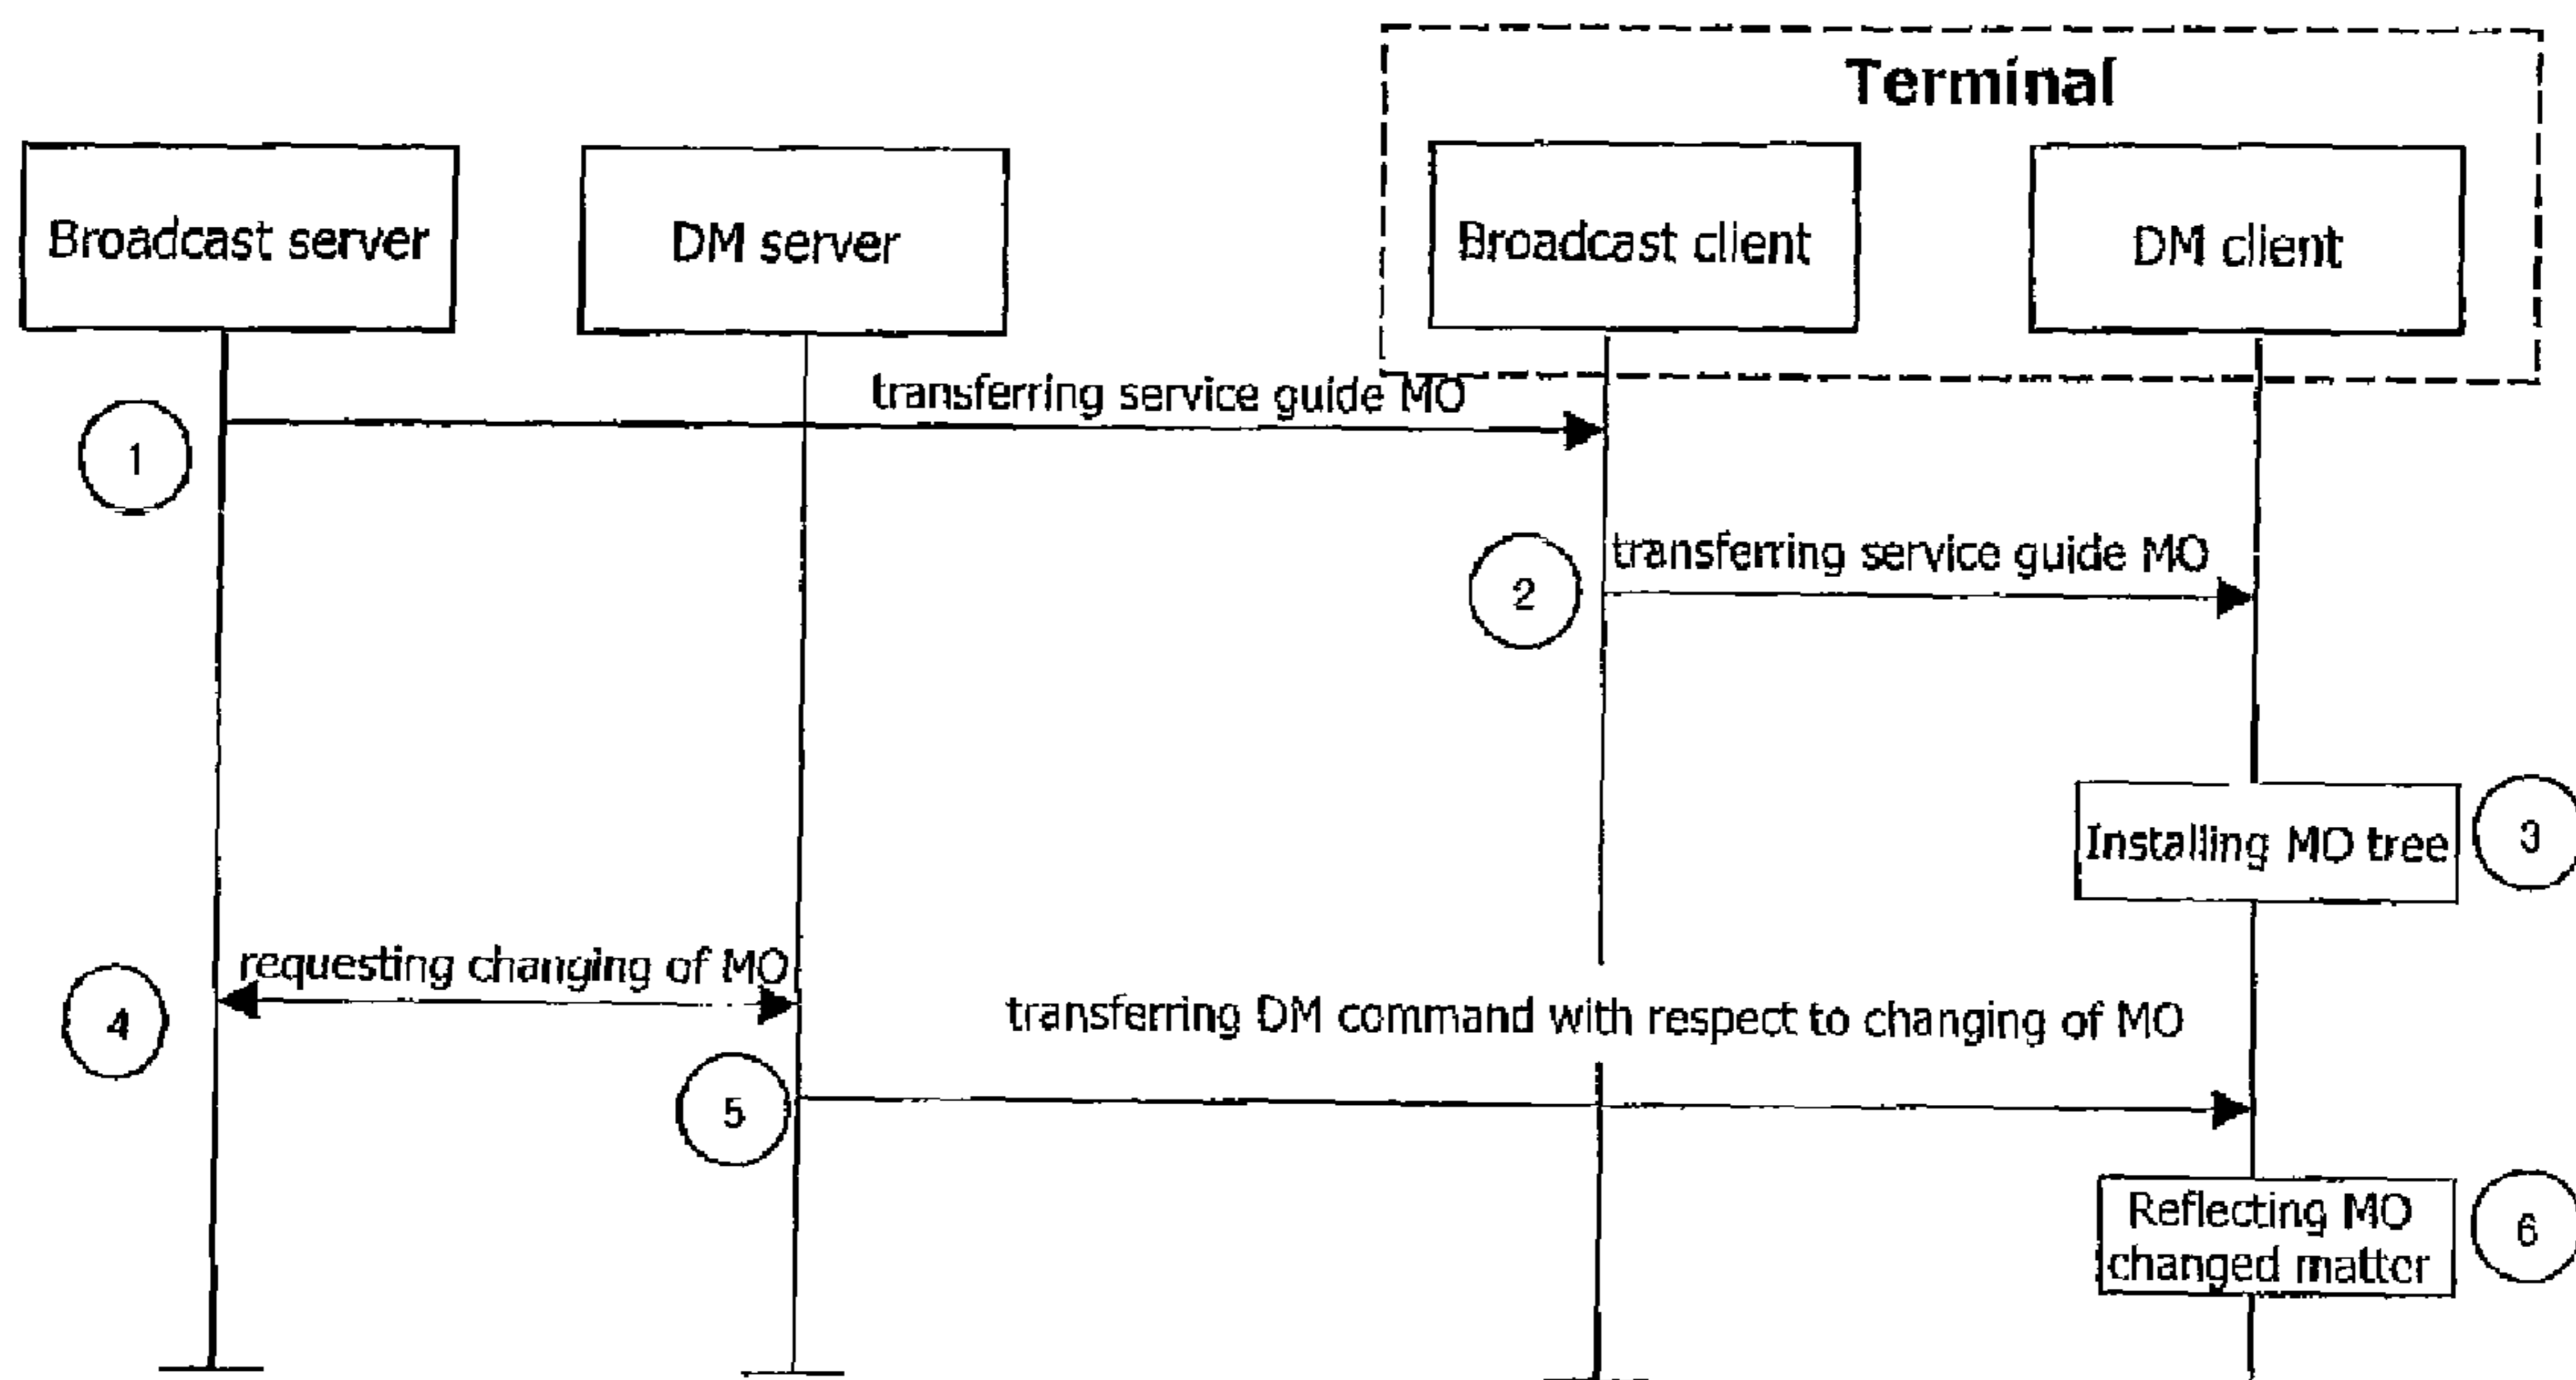 Terminal
Broadcast server
DM server
Broadcast client
DM client
transferring service guide MO
1
transferring service guide MO
2
Installing MO tree
3
requesting changing of MO
4
transferring DM command with respect to changing of MO
5
Reflecting MO
changed matter
6